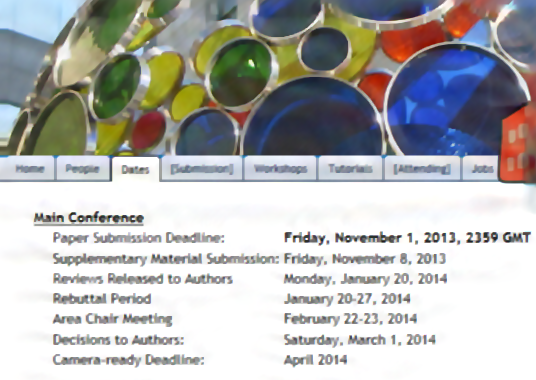 Home People Dates [Submission] Workshops Tutorials [Attending] Jobs
Main Conference
Paper Submission Deadline: Friday, November 1, 2013, 2359 GMT
Supplementary Material Submission: Friday, November 8, 2013
Reviews Released to Authors Monday, January 20, 2014
Rebuttal Period January 20-27, 2014
Area Chair Meeting February 22-23, 2014
Decisions to Authors: Saturday, March 1, 2014
Camera-ready Deadline: April 2014